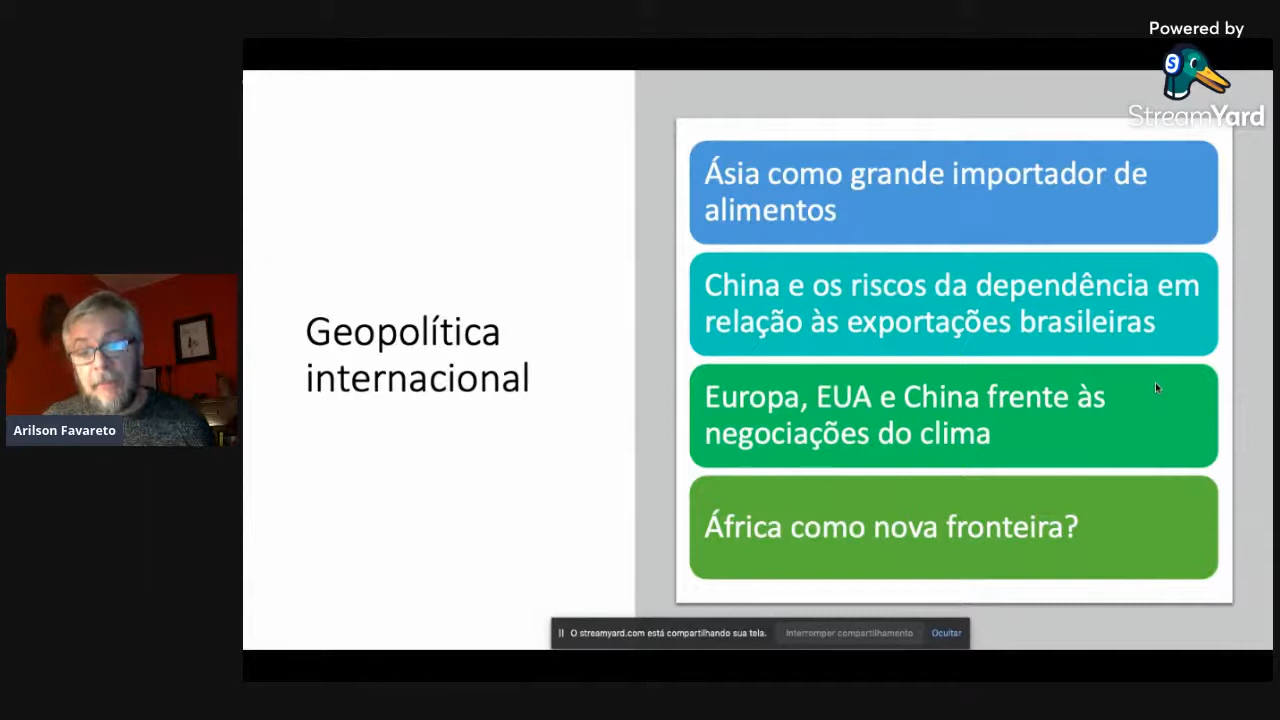 Powered by
StreamYard
Ásia como grande importador de
alimentos
China e os riscos da dependência em
relação às exportações brasileiras
Geopolítica
internacional
Europa, EUA e China frente às
negociações do clima
África como nova fronteira?
Arilson Favareto
O streamyard.com está compartilhando sua tela.
Interromper compartilhamento
Ocultar